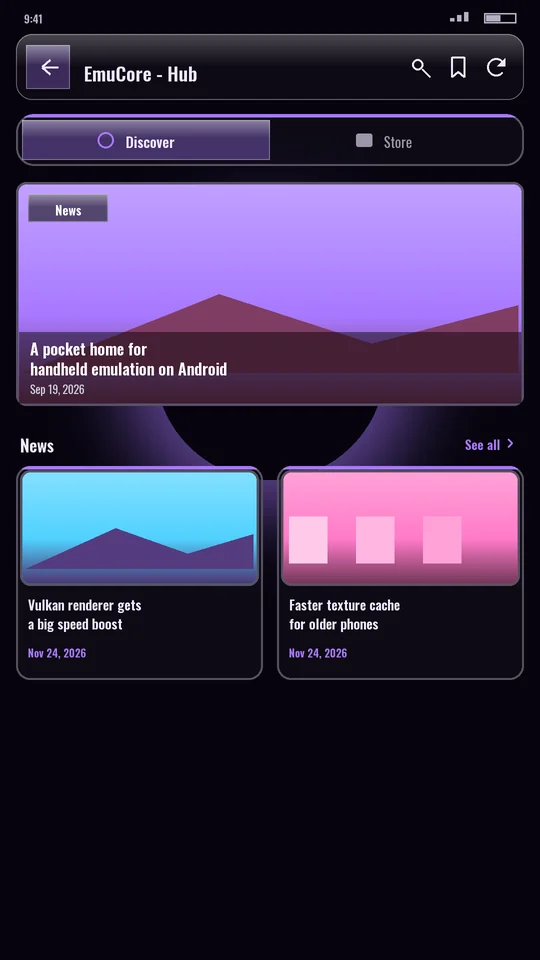 9:41
EmuCore - Hub
Discover
Store
News
A pocket home for
handheld emulation on Android
Sep 19, 2026
News
See all
Vulkan renderer gets
a big speed boost
Nov 24, 2026
Faster texture cache
for older phones
Nov 24, 2026